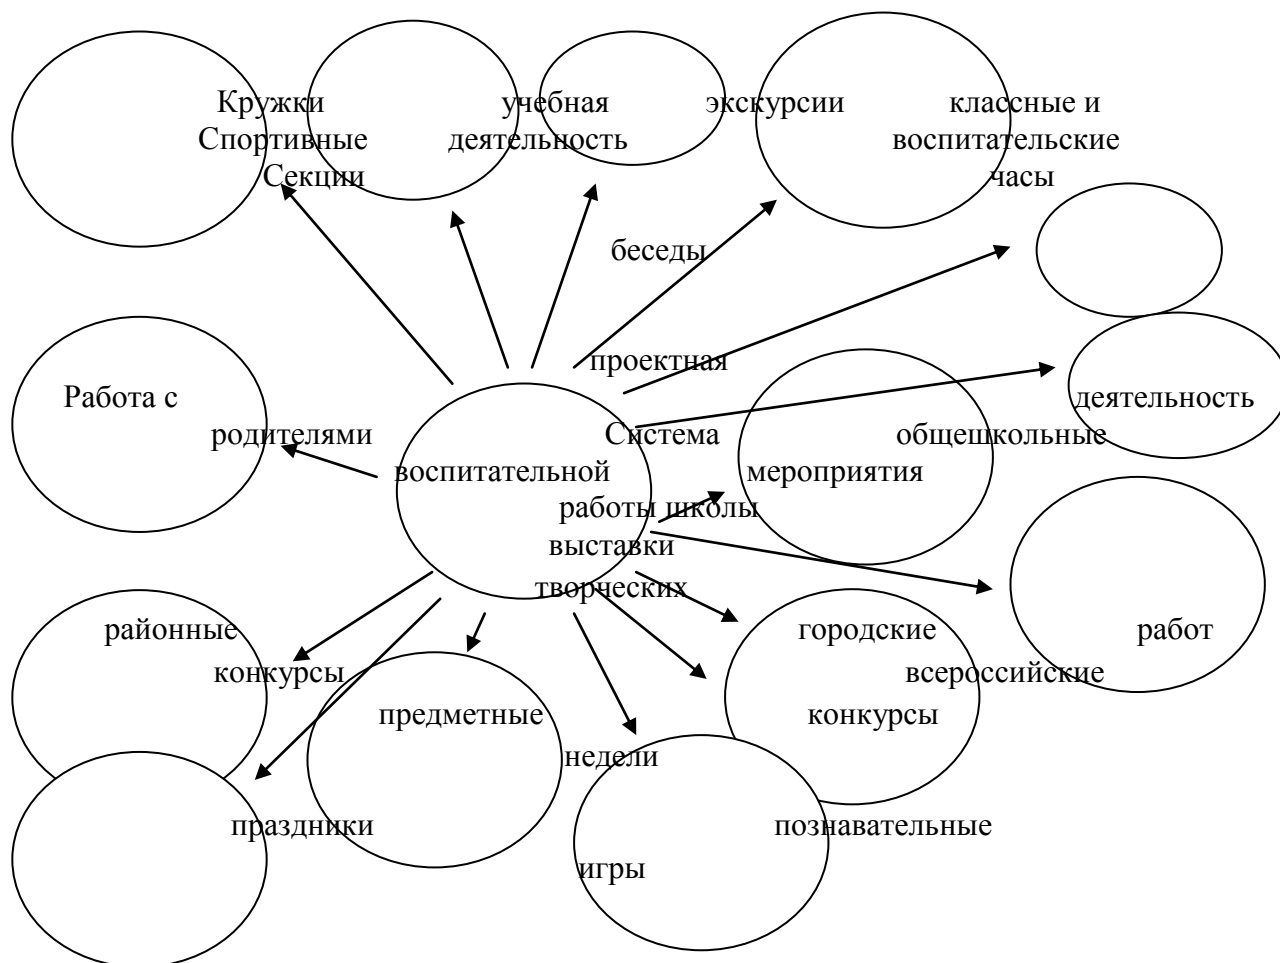 Кружки учебная экскурсии классные и
Спортивные деятельность воспитательские
Секции часы
беседы
проектная
Работа с деятельность
родителями Система общешкольные
воспитательной мероприятия
работы школы
выставки
творческих
районные городские работ
конкурсы всероссийские
предметные конкурсы
недели
праздники познавательные
игры